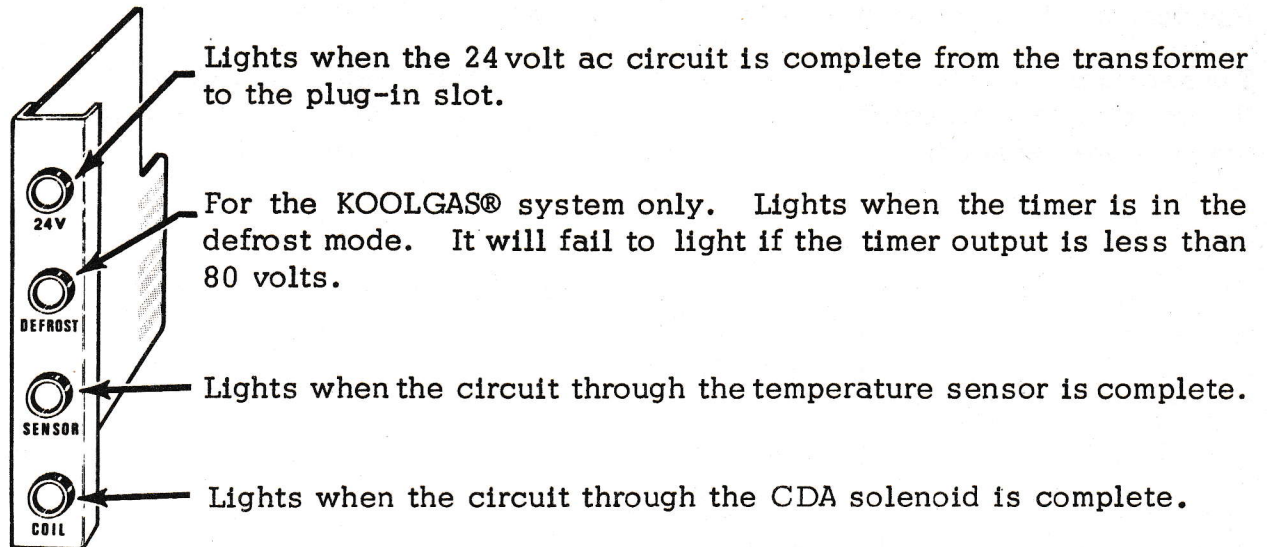 Lights when the 24 volt ac circuit is complete from the transformer
to the plug-in slot.
24V
For the KOOLGAS® system only. Lights when the timer is in the
defrost mode. It will fail to light if the timer output is less than
80 volts.
DEFROST
Lights when the circuit through the temperature sensor is complete.
SENSOR
Lights when the circuit through the CDA solenoid is complete.
COIL